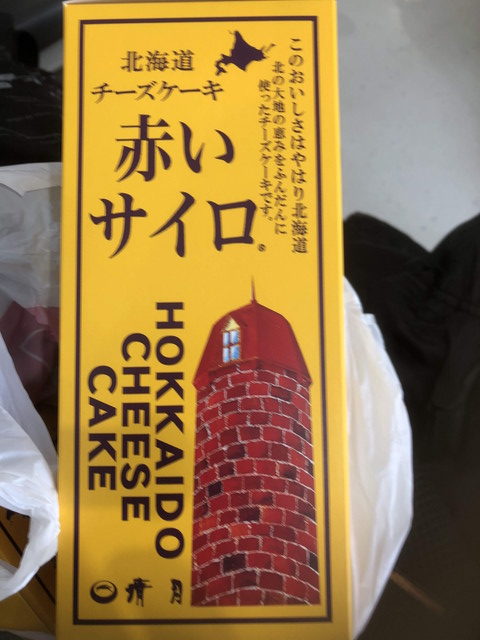 このおいしさはやはり北海道
北の大地の恵みをふんだんに
使ったチーズケーキです。
北海道
チーズケーキ
赤い
サイロ®
HOKKAIDO
CHEESE
CAKE
清月